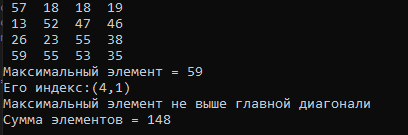 57 18 18 19
13 52 47 46
26 23 55 38
59 55 53 35
Максимальный элемент = 59
Его индекс:(4,1)
Максимальный элемент не выше главной диагонали
Сумма элементов = 148